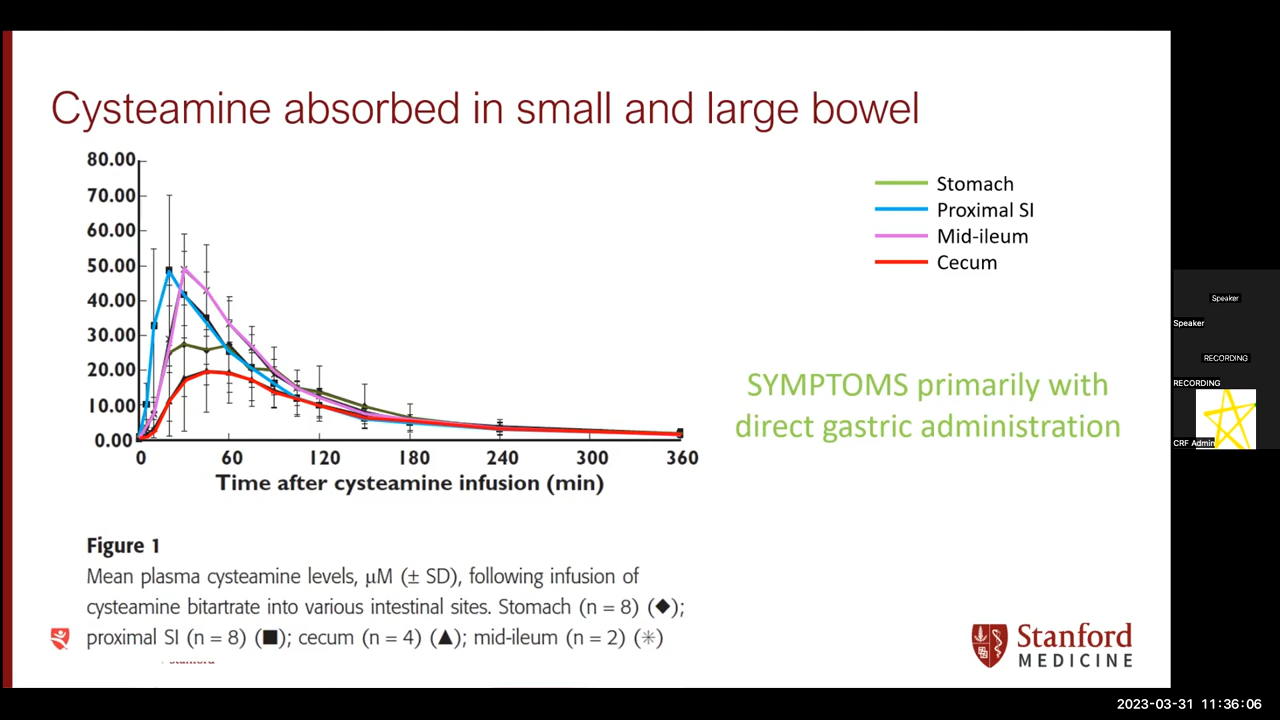 Cysteamine absorbed in small and large bowel
80.00
70.00
60.00
50.00
40.00
30.00
20.00
10.00
0.00
0 60 120 180 240 300 360
Time after cysteamine infusion (min)
Stomach
Proximal SI
Mid-ileum
Cecum
SYMPTOMS primarily with
direct gastric administration
Figure 1
Mean plasma cysteamine levels, µM (± SD), following infusion of
cysteamine bitartrate into various intestinal sites. Stomach (n = 8) (◆);
proximal SI (n = 8) (■); cecum (n = 4) (▲); mid-ileum (n = 2) (✳)
Stanford
Stanford
MEDICINE
Speaker
Speaker
RECORDING
RECORDING
CRF Admin
2023-03-31 11:36:06